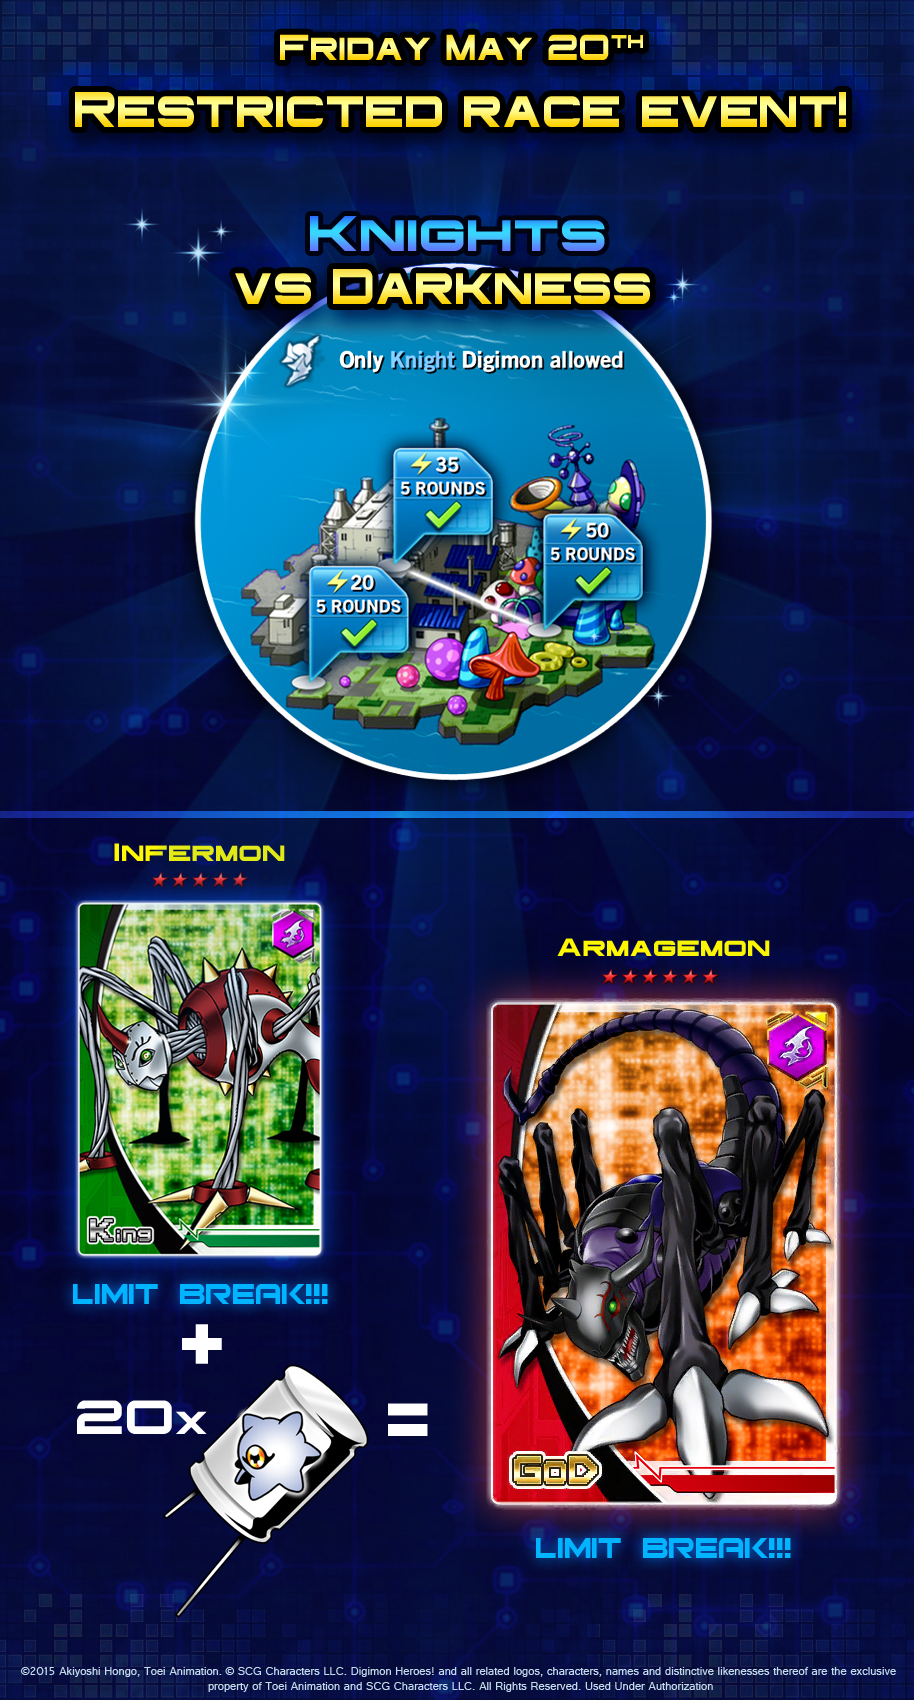 Friday May 20TH
Restricted race event!
Knights
vs Darkness
Only Knight Digimon allowed
35
5 ROUNDS
50
5 ROUNDS
20
5 ROUNDS
Infermon
King
LIMIT BREAK!!!
+
20x
=
Armagemon
GoD
LIMIT BREAK!!!
©2015 Akiyoshi Hongo, Toei Animation. © SCG Characters LLC. Digimon Heroes! and all related logos, characters, names and distinctive likenesses thereof are the exclusive
property of Toei Animation and SCG Characters LLC. All Rights Reserved. Used Under Authorization